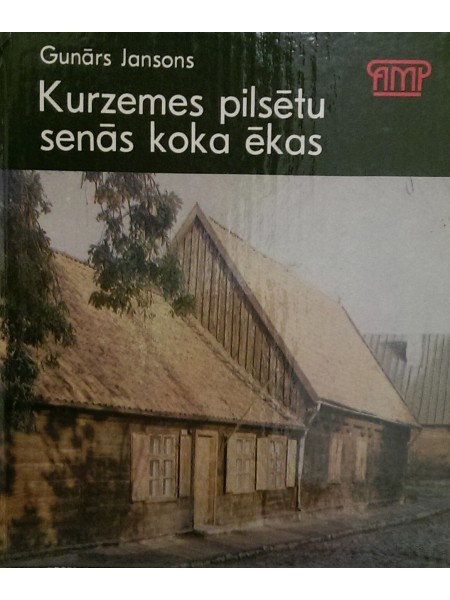 Gunārs Jansons
AMP
Kurzemes pilsētu
senās koka ēkas